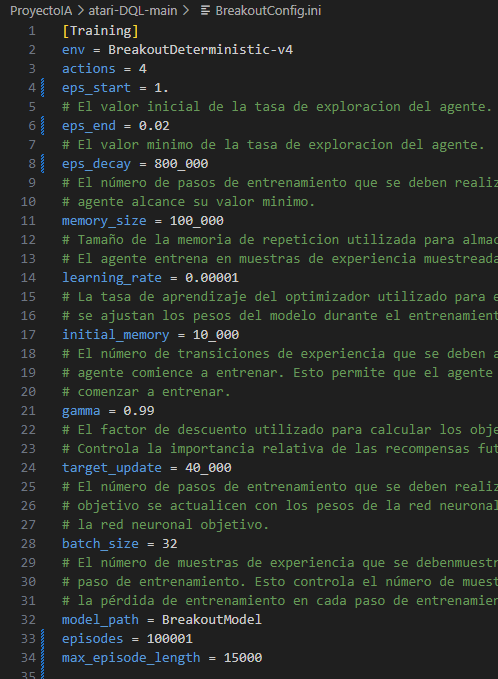 ProyectoIA > atari-DQL-main > BreakoutConfig.ini
1 [Training]
2 env = BreakoutDeterministic-v4
3 actions = 4
4 eps_start = 1.
5 # El valor inicial de la tasa de exploracion del agente.
6 eps_end = 0.02
7 # El valor minimo de la tasa de exploracion del agente.
8 eps_decay = 800_000
9 # El número de pasos de entrenamiento que se deben realiz
10 # agente alcance su valor minimo.
11 memory_size = 100_000
12 # Tamaño de la memoria de repeticion utilizada para almac
13 # El agente entrena en muestras de experiencia muestreada
14 learning_rate = 0.00001
15 # La tasa de aprendizaje del optimizador utilizado para e
16 # se ajustan los pesos del modelo durante el entrenamient
17 initial_memory = 10_000
18 # El número de transiciones de experiencia que se deben a
19 # agente comience a entrenar. Esto permite que el agente
20 # comenzar a entrenar.
21 gamma = 0.99
22 # El factor de descuento utilizado para calcular los obje
23 # Controla la importancia relativa de las recompensas fut
24 target_update = 40_000
25 # El número de pasos de entrenamiento que se deben realiz
26 # objetivo se actualicen con los pesos de la red neuronal
27 # la red neuronal objetivo.
28 batch_size = 32
29 # El número de muestras de experiencia que se debenmuestr
30 # paso de entrenamiento. Esto controla el número de muest
31 # la pérdida de entrenamiento en cada paso de entrenamien
32 model_path = BreakoutModel
33 episodes = 100001
34 max_episode_length = 15000
35